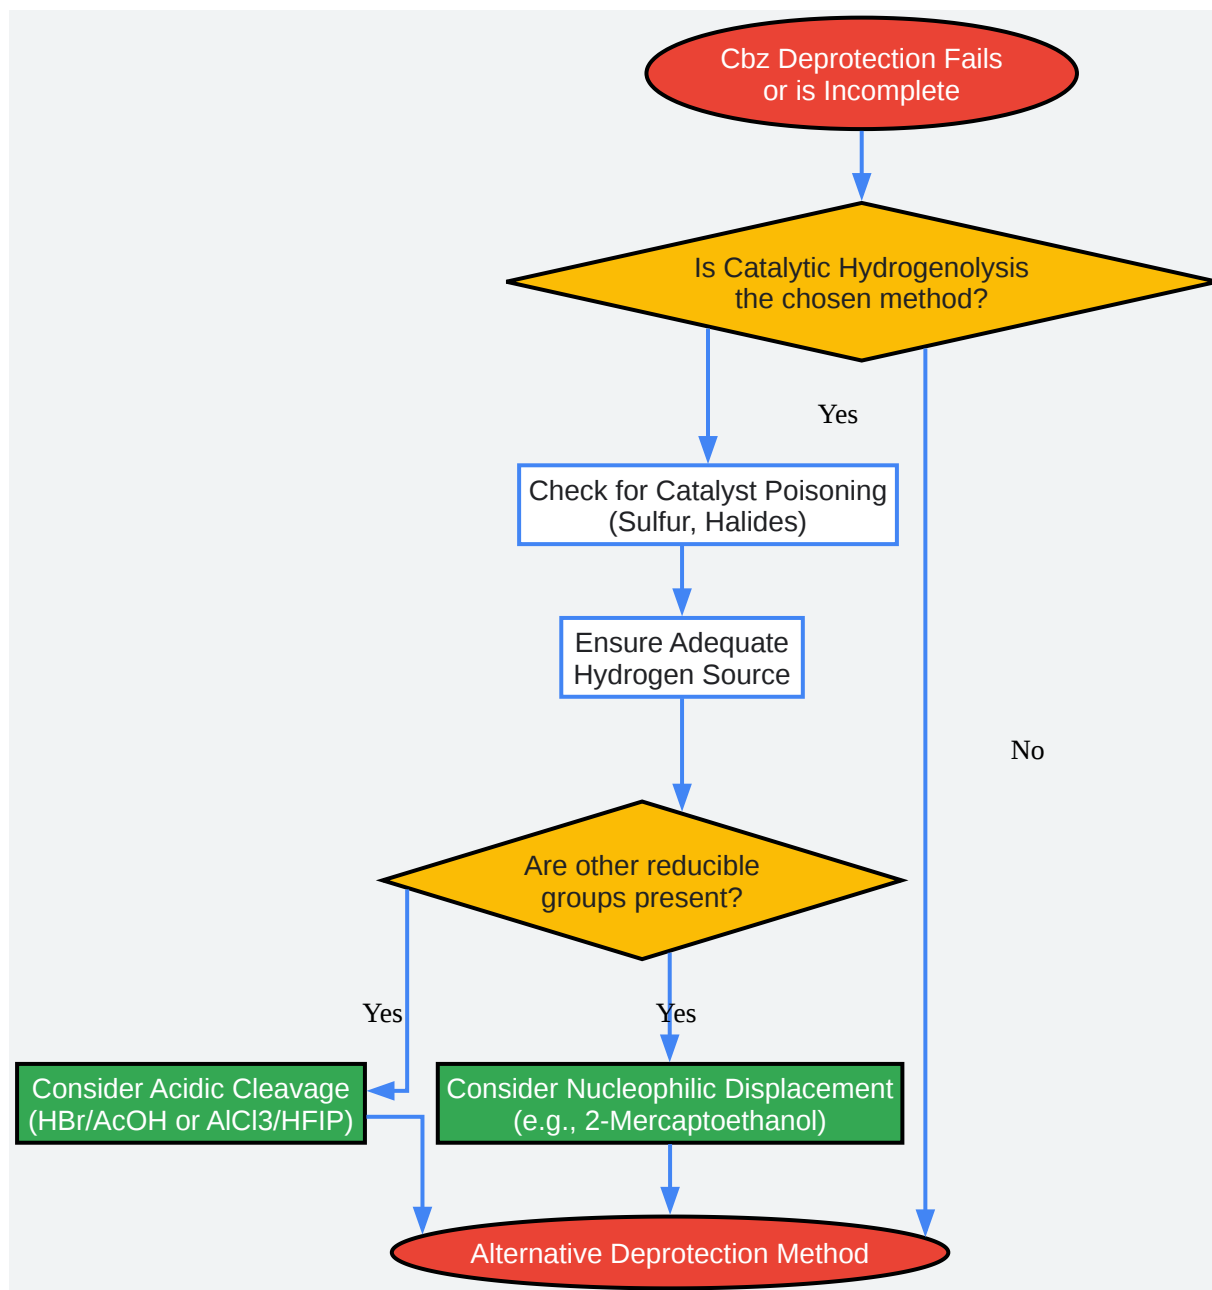 Cbz Deprotection Fails
or is Incomplete
Is Catalytic Hydrogenolysis
the chosen method?
Yes
Check for Catalyst Poisoning
(Sulfur, Halides)
Ensure Adequate
Hydrogen Source
No
Are other reducible
groups present?
Yes
Yes
Consider Acidic Cleavage
(HBr/AcOH or AlCl3/HFIP)
Consider Nucleophilic Displacement
(e.g., 2-Mercaptoethanol)
Alternative Deprotection Method